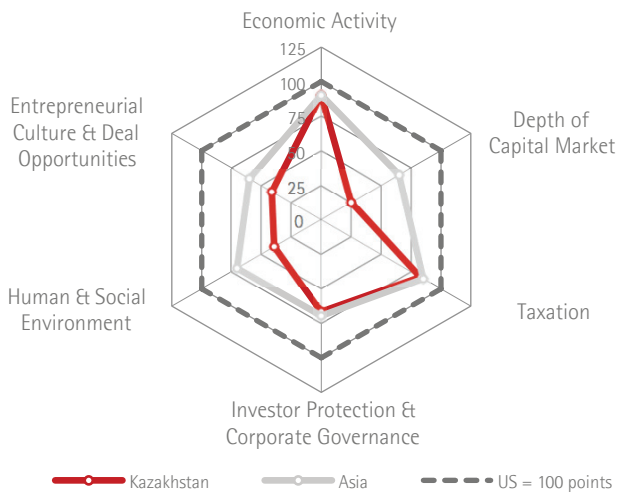 Economic Activity
125
100
75
50
25
0
Entrepreneurial
Culture & Deal
Opportunities
Depth of
Capital Market
Human & Social
Environment
Taxation
Investor Protection &
Corporate Governance
Kazakhstan
Asia
US = 100 points